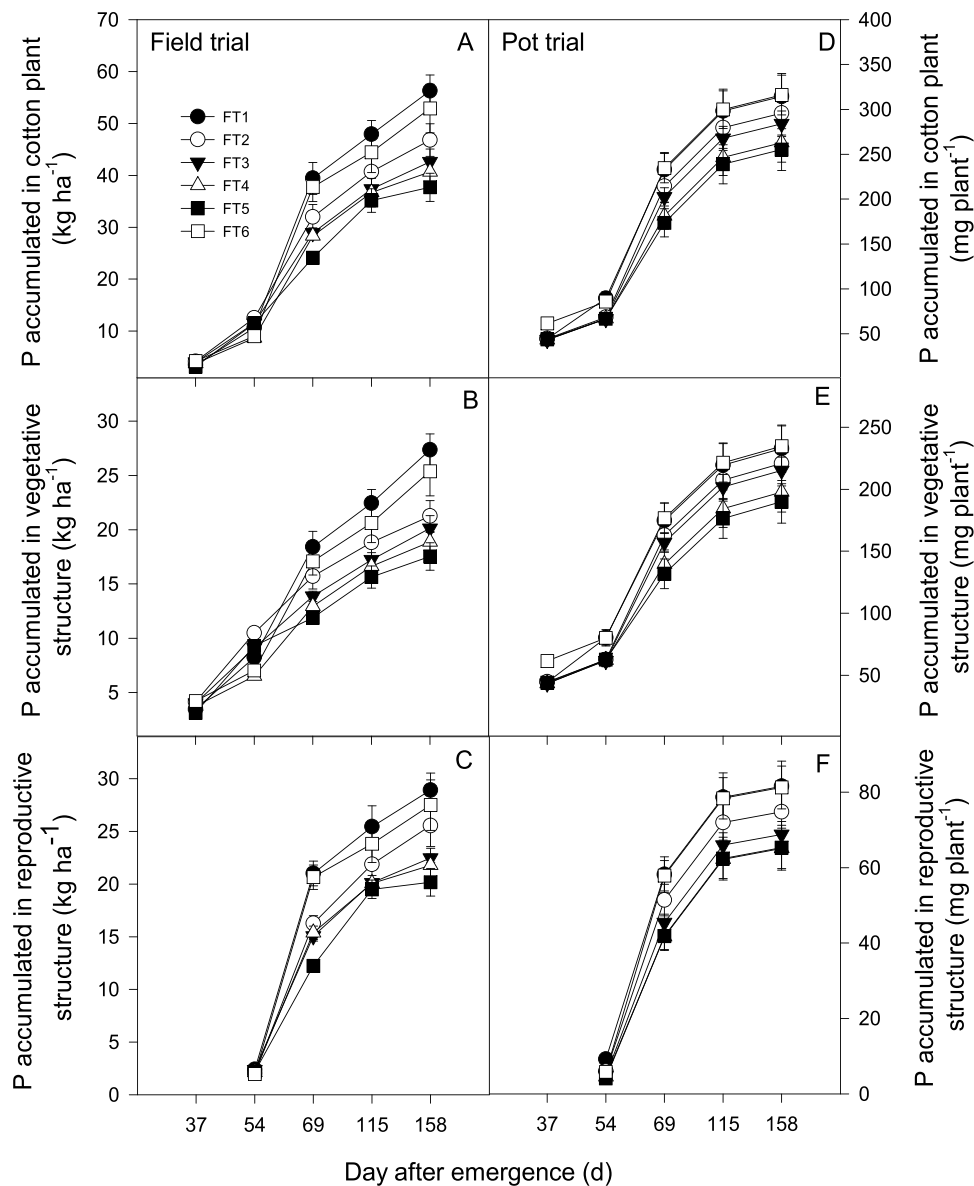 Field trial
A
Pot trial
D
FT1
FT2
FT3
FT4
FT5
FT6
P accumulated in cotton plant
(kg ha⁻¹)
70
60
50
40
30
20
10
400
350
300
250
200
150
100
50
P accumulated in cotton plant
(mg plant⁻¹)
B
E
P accumulated in vegetative
structure (kg ha⁻¹)
30
25
20
15
10
5
250
200
150
100
50
P accumulated in vegetative
structure (mg plant⁻¹)
C
F
P accumulated in reproductive
structure (kg ha⁻¹)
30
25
20
15
10
5
0
80
60
40
20
0
P accumulated in reproductive
structure (mg plant⁻¹)
37 54 69 115 158 37 54 69 115 158
Day after emergence (d)